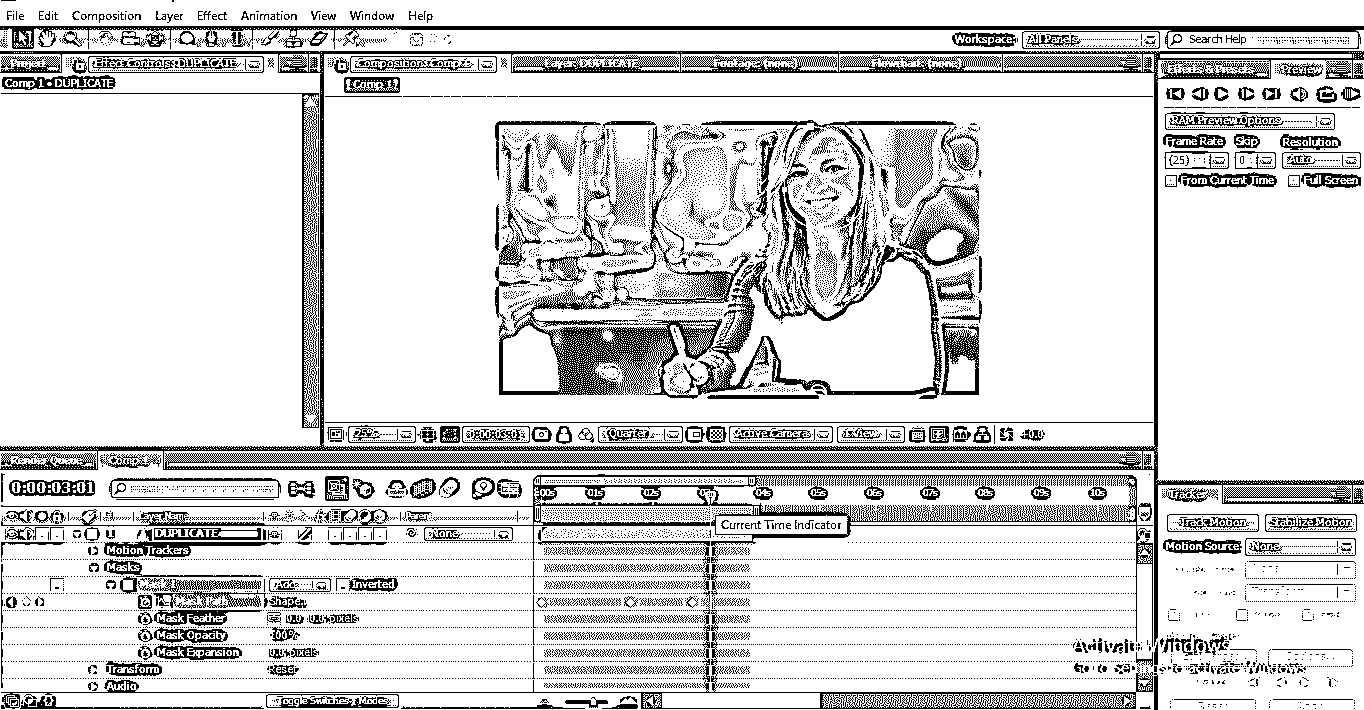 File Edit Composition Layer Effect Animation View Window Help
Workspace: All Panels Search Help
Project Effect Controls: DUPLICATE Composition: Comp 1 Layer: DUPLICATE Footage: (none) Flowchart: (none) Effects & Presets Preview
Comp 1 • DUPLICATE
Comp 1
RAM Preview Options
Frame Rate Skip Resolution
(25) 0 Auto
From Current Time Full Screen
25% 0:00:03:01 Quarter Active Camera 1 View +0.0
Render Queue Comp 1
0:00:03:01
:00s 01s 02s 04s 05s 06s 07s 08s 09s 10s
Layer Name Parent
DUPLICATE None
Current Time Indicator
Motion Trackers
Masks
Mask 1 Add Inverted
Mask Path Shape...
Mask Feather 0.0, 0.0 pixels
Mask Opacity 100%
Mask Expansion 0.0 pixels
Transform Reset
Audio
Toggle Switches / Modes
Tracker
Track Motion Stabilize Motion
Motion Source: None
Activate Windows
Go to Settings to activate Windows.